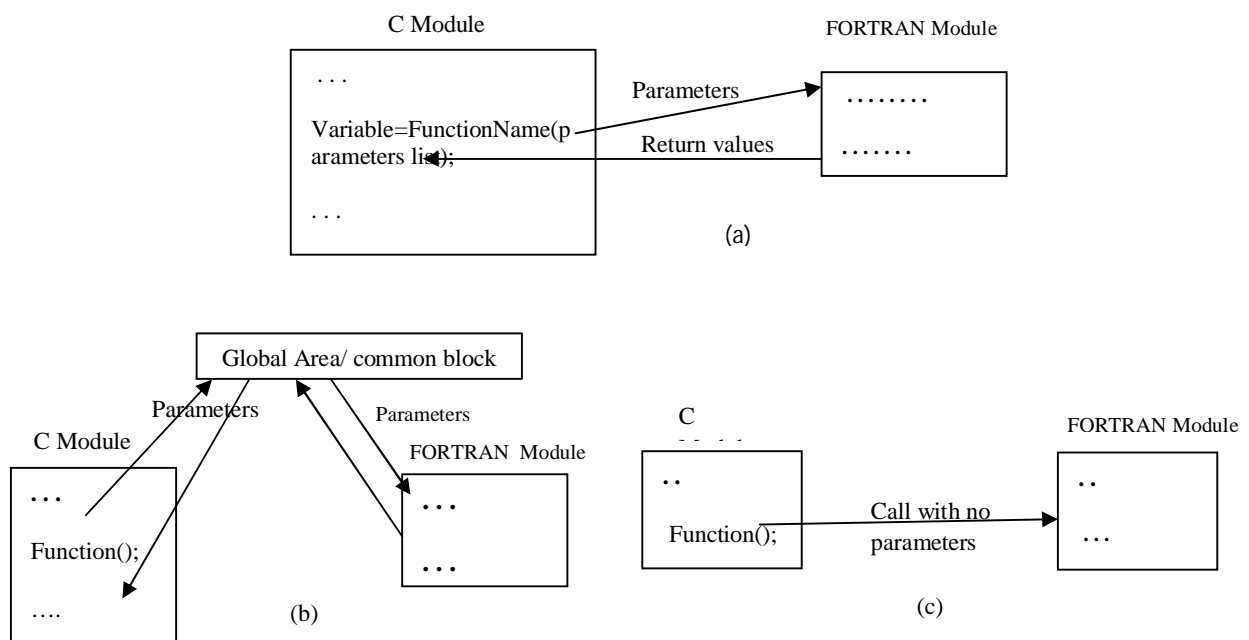 C Module
FORTRAN Module
. . .
Parameters
Variable=FunctionName(p
arameters list);
Return values
. . .
........
.......
(a)
Global Area/ common block
Parameters
Parameters
C Module
FORTRAN Module
...
Function();
....
...
...
(b)
C
FORTRAN Module
..
Function();
Call with no
parameters
..
...
(c)